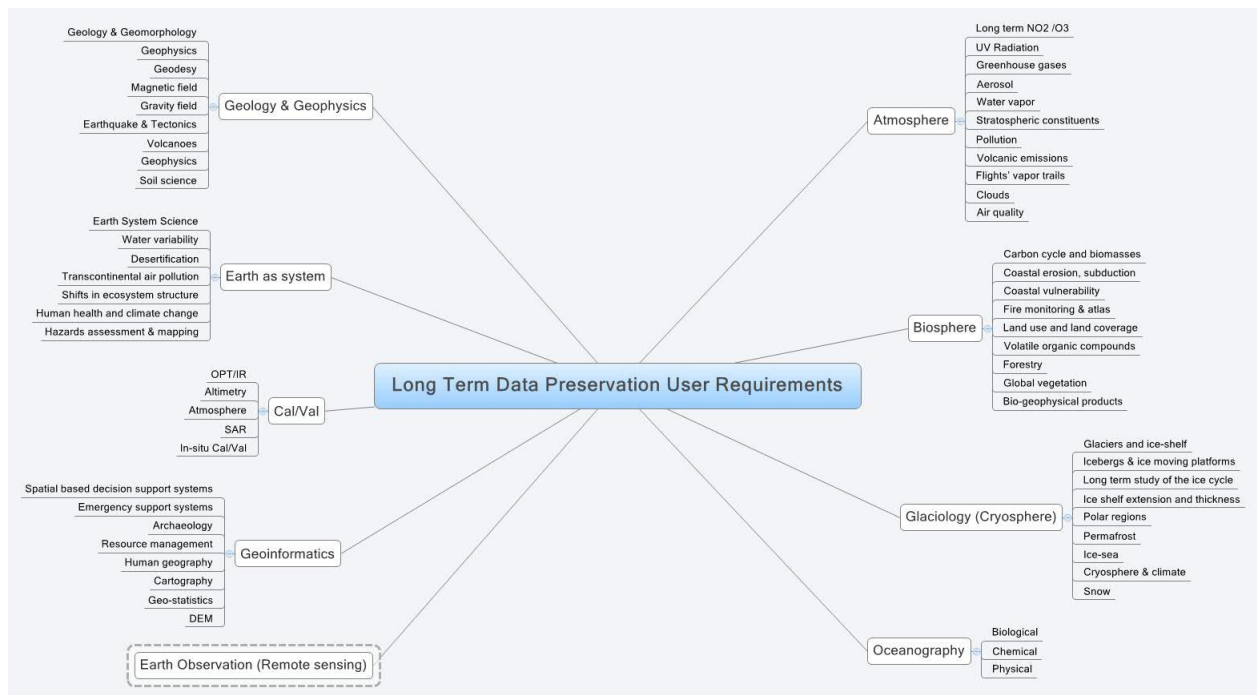 Long Term Data Preservation User Requirements
Geology & Geophysics
Geology & Geomorphology
Geophysics
Geodesy
Magnetic field
Gravity field
Earthquake & Tectonics
Volcanoes
Geophysics
Soil science
Earth as system
Earth System Science
Water variability
Desertification
Transcontinental air pollution
Shifts in ecosystem structure
Human health and climate change
Hazards assessment & mapping
Cal/Val
OPT/IR
Altimetry
Atmosphere
SAR
In-situ Cal/Val
Geoinformatics
Spatial based decision support systems
Emergency support systems
Archaeology
Resource management
Human geography
Cartography
Geo-statistics
DEM
Earth Observation (Remote sensing)
Atmosphere
Long term NO2 /O3
UV Radiation
Greenhouse gases
Aerosol
Water vapor
Stratospheric constituents
Pollution
Volcanic emissions
Flights' vapor trails
Clouds
Air quality
Biosphere
Carbon cycle and biomasses
Coastal erosion, subduction
Coastal vulnerability
Fire monitoring & atlas
Land use and land coverage
Volatile organic compounds
Forestry
Global vegetation
Bio-geophysical products
Glaciology (Cryosphere)
Glaciers and ice-shelf
Icebergs & ice moving platforms
Long term study of the ice cycle
Ice shelf extension and thickness
Polar regions
Permafrost
Ice-sea
Cryosphere & climate
Snow
Oceanography
Biological
Chemical
Physical